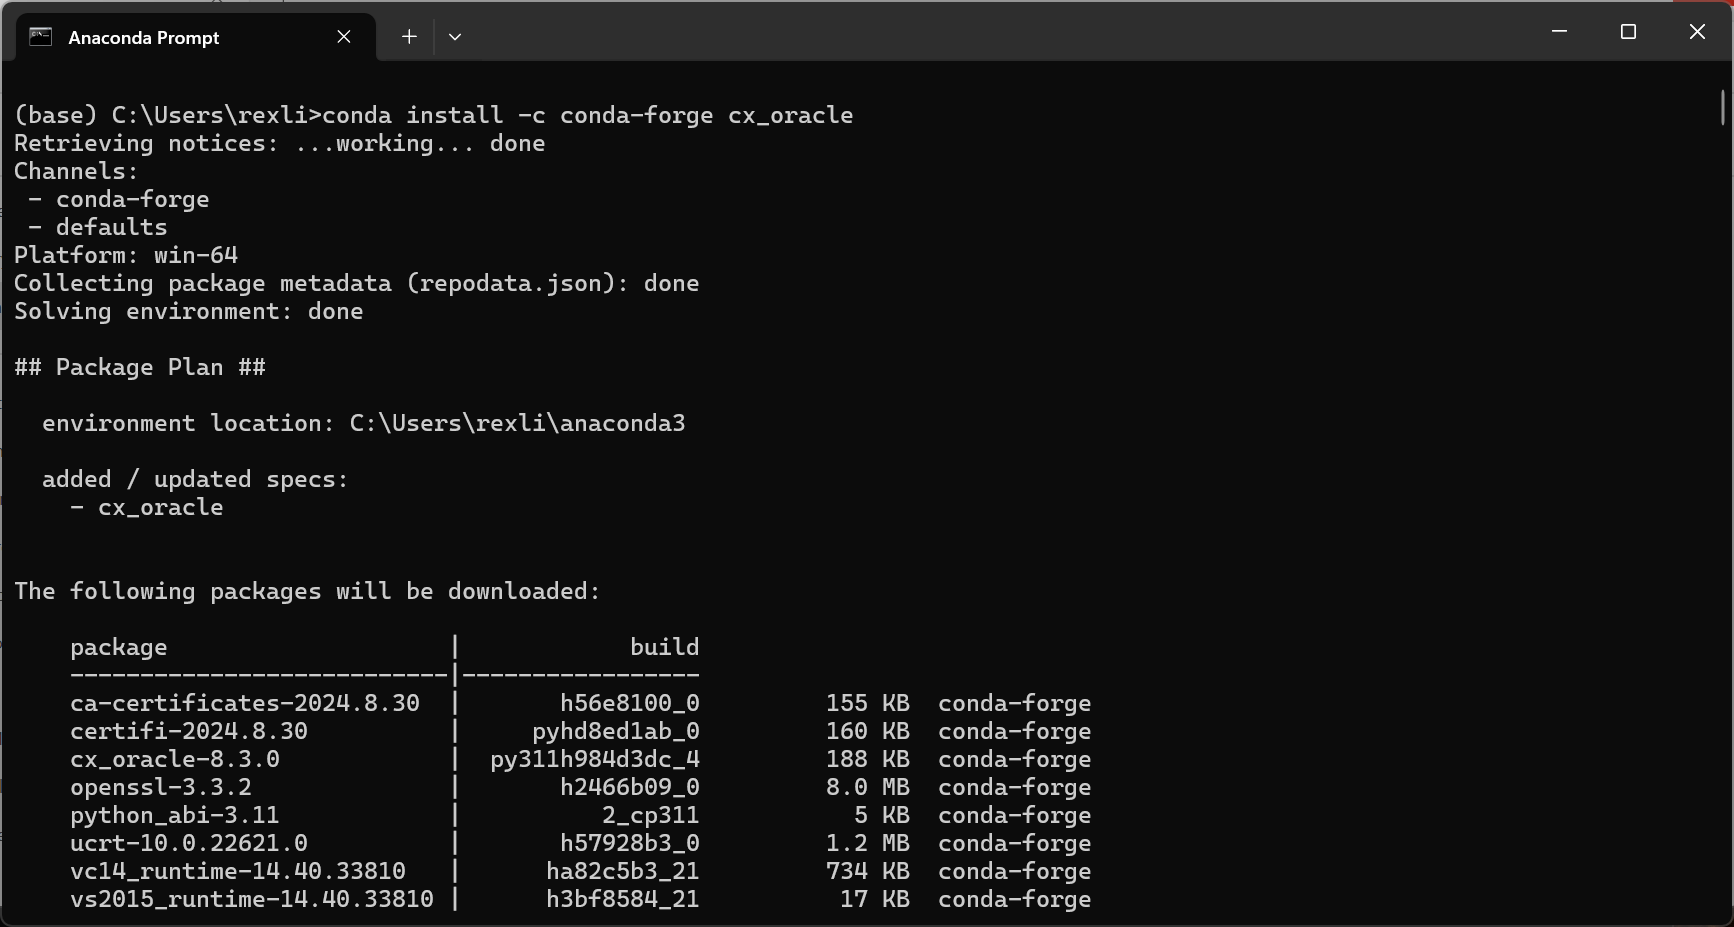 Anaconda Prompt
(base) C:\Users\rexli>conda install -c conda-forge cx_oracle
Retrieving notices: ...working... done
Channels:
 - conda-forge
 - defaults
Platform: win-64
Collecting package metadata (repodata.json): done
Solving environment: done
## Package Plan ##
  environment location: C:\Users\rexli\anaconda3
  added / updated specs:
    - cx_oracle
The following packages will be downloaded:
    package                    |            build
    ---------------------------|-----------------
    ca-certificates-2024.8.30  |       h56e8100_0         155 KB  conda-forge
    certifi-2024.8.30          |     pyhd8ed1ab_0         160 KB  conda-forge
    cx_oracle-8.3.0            |  py311h984d3dc_4         188 KB  conda-forge
    openssl-3.3.2              |       h2466b09_0         8.0 MB  conda-forge
    python_abi-3.11            |          2_cp311           5 KB  conda-forge
    ucrt-10.0.22621.0          |       h57928b3_0         1.2 MB  conda-forge
    vc14_runtime-14.40.33810   |      ha82c5b3_21         734 KB  conda-forge
    vs2015_runtime-14.40.33810 |      h3bf8584_21          17 KB  conda-forge